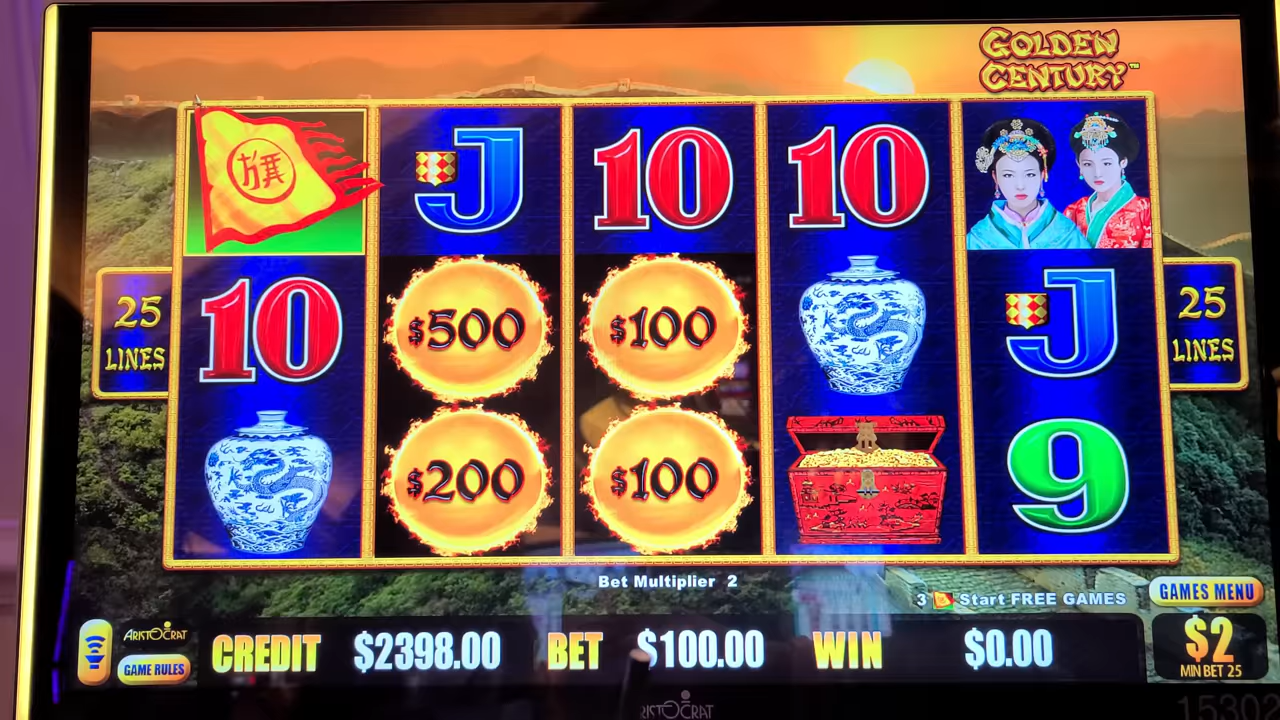 GOLDEN
CENTURY™
旗
J
10
10
25
LINES
10
$500
$100
J
25
LINES
$200
$100
9
Bet Multiplier 2
3 Start FREE GAMES
GAMES MENU
ARISTOCRAT
GAME RULES
CREDIT $2398.00 BET $100.00 WIN $0.00
$2
MIN BET 25
ARISTOCRAT
15302